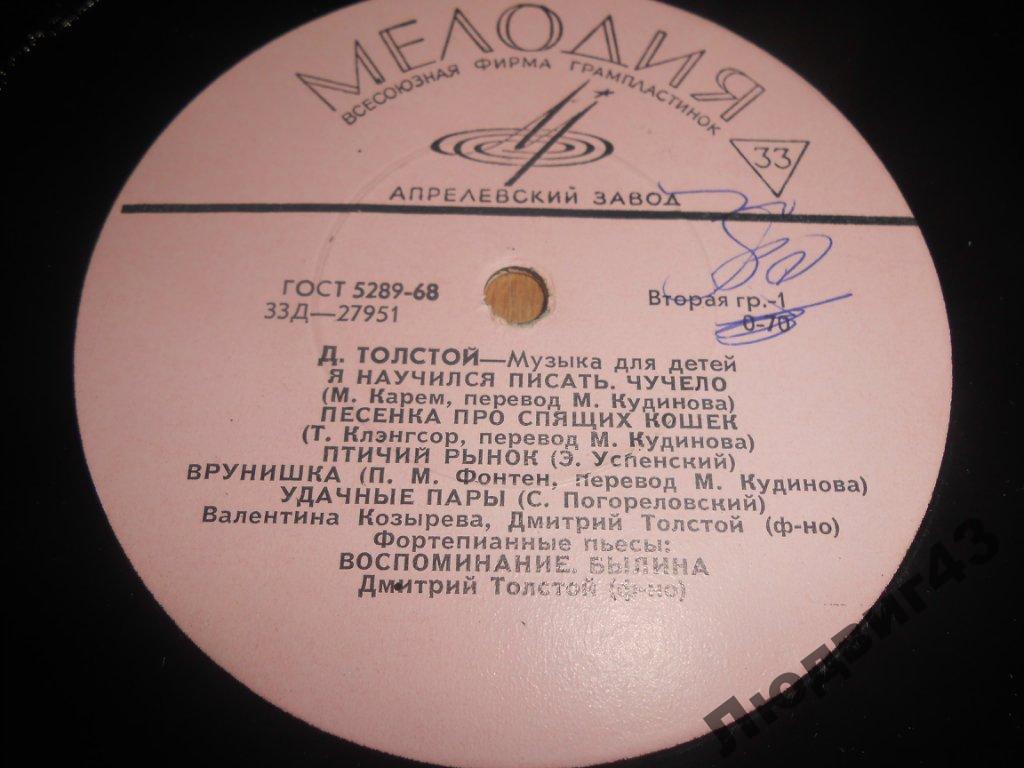 МЕЛОДИЯ
ВСЕСОЮЗНАЯ ФИРМА ГРАМПЛАСТИНОК
33
АПРЕЛЕВСКИЙ ЗАВОД
ГОСТ 5289-68
33Д—27951
Вторая гр.-1
0-70
Д. ТОЛСТОЙ—Музыка для детей
Я НАУЧИЛСЯ ПИСАТЬ. ЧУЧЕЛО
(М. Карем, перевод М. Кудинова)
ПЕСЕНКА ПРО СПЯЩИХ КОШЕК
(Т. Клэнгсор, перевод М. Кудинова)
ПТИЧИЙ РЫНОК (Э. Успенский)
ВРУНИШКА (П. М. Фонтен, перевод М. Кудинова)
УДАЧНЫЕ ПАРЫ (С. Погореловский)
Валентина Козырева, Дмитрий Толстой (ф-но)
Фортепианные пьесы:
ВОСПОМИНАНИЕ. БЫЛИНА
Дмитрий Толстой (ф-но)
Людвиг43